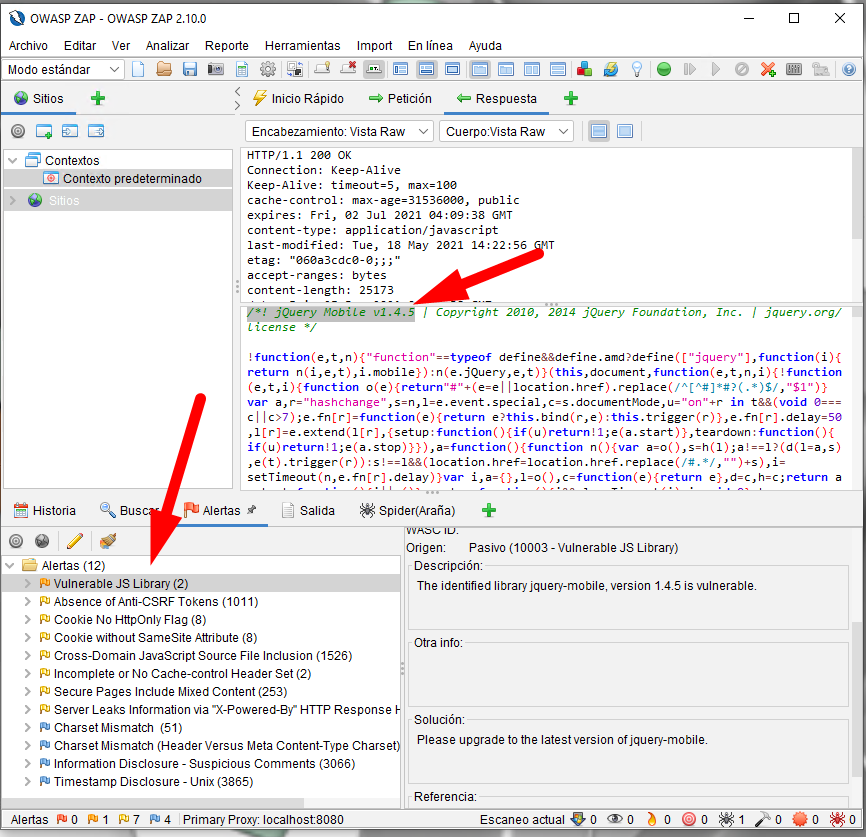 OWASP ZAP - OWASP ZAP 2.10.0
Archivo Editar Ver Analizar Reporte Herramientas Import En línea Ayuda
Modo estándar
Sitios
Inicio Rápido Petición Respuesta
Encabezamiento: Vista Raw Cuerpo:Vista Raw
Contextos
Contexto predeterminado
Sitios
HTTP/1.1 200 OK
Connection: Keep-Alive
Keep-Alive: timeout=5, max=100
cache-control: max-age=31536000, public
expires: Fri, 02 Jul 2021 04:09:38 GMT
content-type: application/javascript
last-modified: Tue, 18 May 2021 14:22:56 GMT
etag: "060a3cdc0-0;;;"
accept-ranges: bytes
content-length: 25173
/*! jQuery Mobile v1.4.5 | Copyright 2010, 2014 jQuery Foundation, Inc. | jquery.org/
license */
!function(e,t,n){"function"==typeof define&&define.amd?define(["jquery"],function(i){
return n(i,e,t),i.mobile}):n(e.jQuery,e,t)}(this,document,function(e,t,n,i){!function
(e,t,i){function o(e){return"#"+(e=e||location.href).replace(/^[^#]*#?(.*)$/,"$1")}
var a,r="hashchange",s=n,l=e.event.special,c=s.documentMode,u="on"+r in t&&(void 0===
c||c>7);e.fn[r]=function(e){return e?this.bind(r,e):this.trigger(r)},e.fn[r].delay=50
,l[r]=e.extend(l[r],{setup:function(){if(u)return!1;e(a.start)},teardown:function(){
if(u)return!1;e(a.stop)}}),a=function(){function n(){var a=o(),s=h(l);a!==l?(d(l=a,s)
,e(t).trigger(r)):s!==l&&(location.href=location.href.replace(/#.*/,"")+s),i=
setTimeout(n,e.fn[r].delay)}var i,a={},l=o(),c=function(e){return e},d=c,h=c;return a
Historia Buscar Alertas Salida Spider(Araña)
Alertas (12)
Vulnerable JS Library (2)
Absence of Anti-CSRF Tokens (1011)
Cookie No HttpOnly Flag (8)
Cookie without SameSite Attribute (8)
Cross-Domain JavaScript Source File Inclusion (1526)
Incomplete or No Cache-control Header Set (2)
Secure Pages Include Mixed Content (253)
Server Leaks Information via "X-Powered-By" HTTP Response H
Charset Mismatch (51)
Charset Mismatch (Header Versus Meta Content-Type Charset)
Information Disclosure - Suspicious Comments (3066)
Timestamp Disclosure - Unix (3865)
WASC ID:
Origen: Pasivo (10003 - Vulnerable JS Library)
Descripción:
The identified library jquery-mobile, version 1.4.5 is vulnerable.
Otra info:
Solución:
Please upgrade to the latest version of jquery-mobile.
Referencia:
Alertas 0 1 7 4 Primary Proxy: localhost:8080 Escaneo actual 0 0 0 0 1 0 0 0